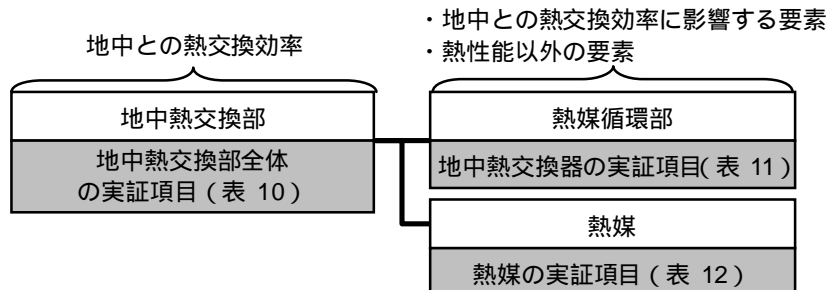 地中との熱交換効率
・地中との熱交換効率に影響する要素
・熱性能以外の要素
地中熱交換部
地中熱交換部全体
の実証項目(表 10)
熱媒循環部
地中熱交換器の実証項目(表 11)
熱媒
熱媒の実証項目(表 12)